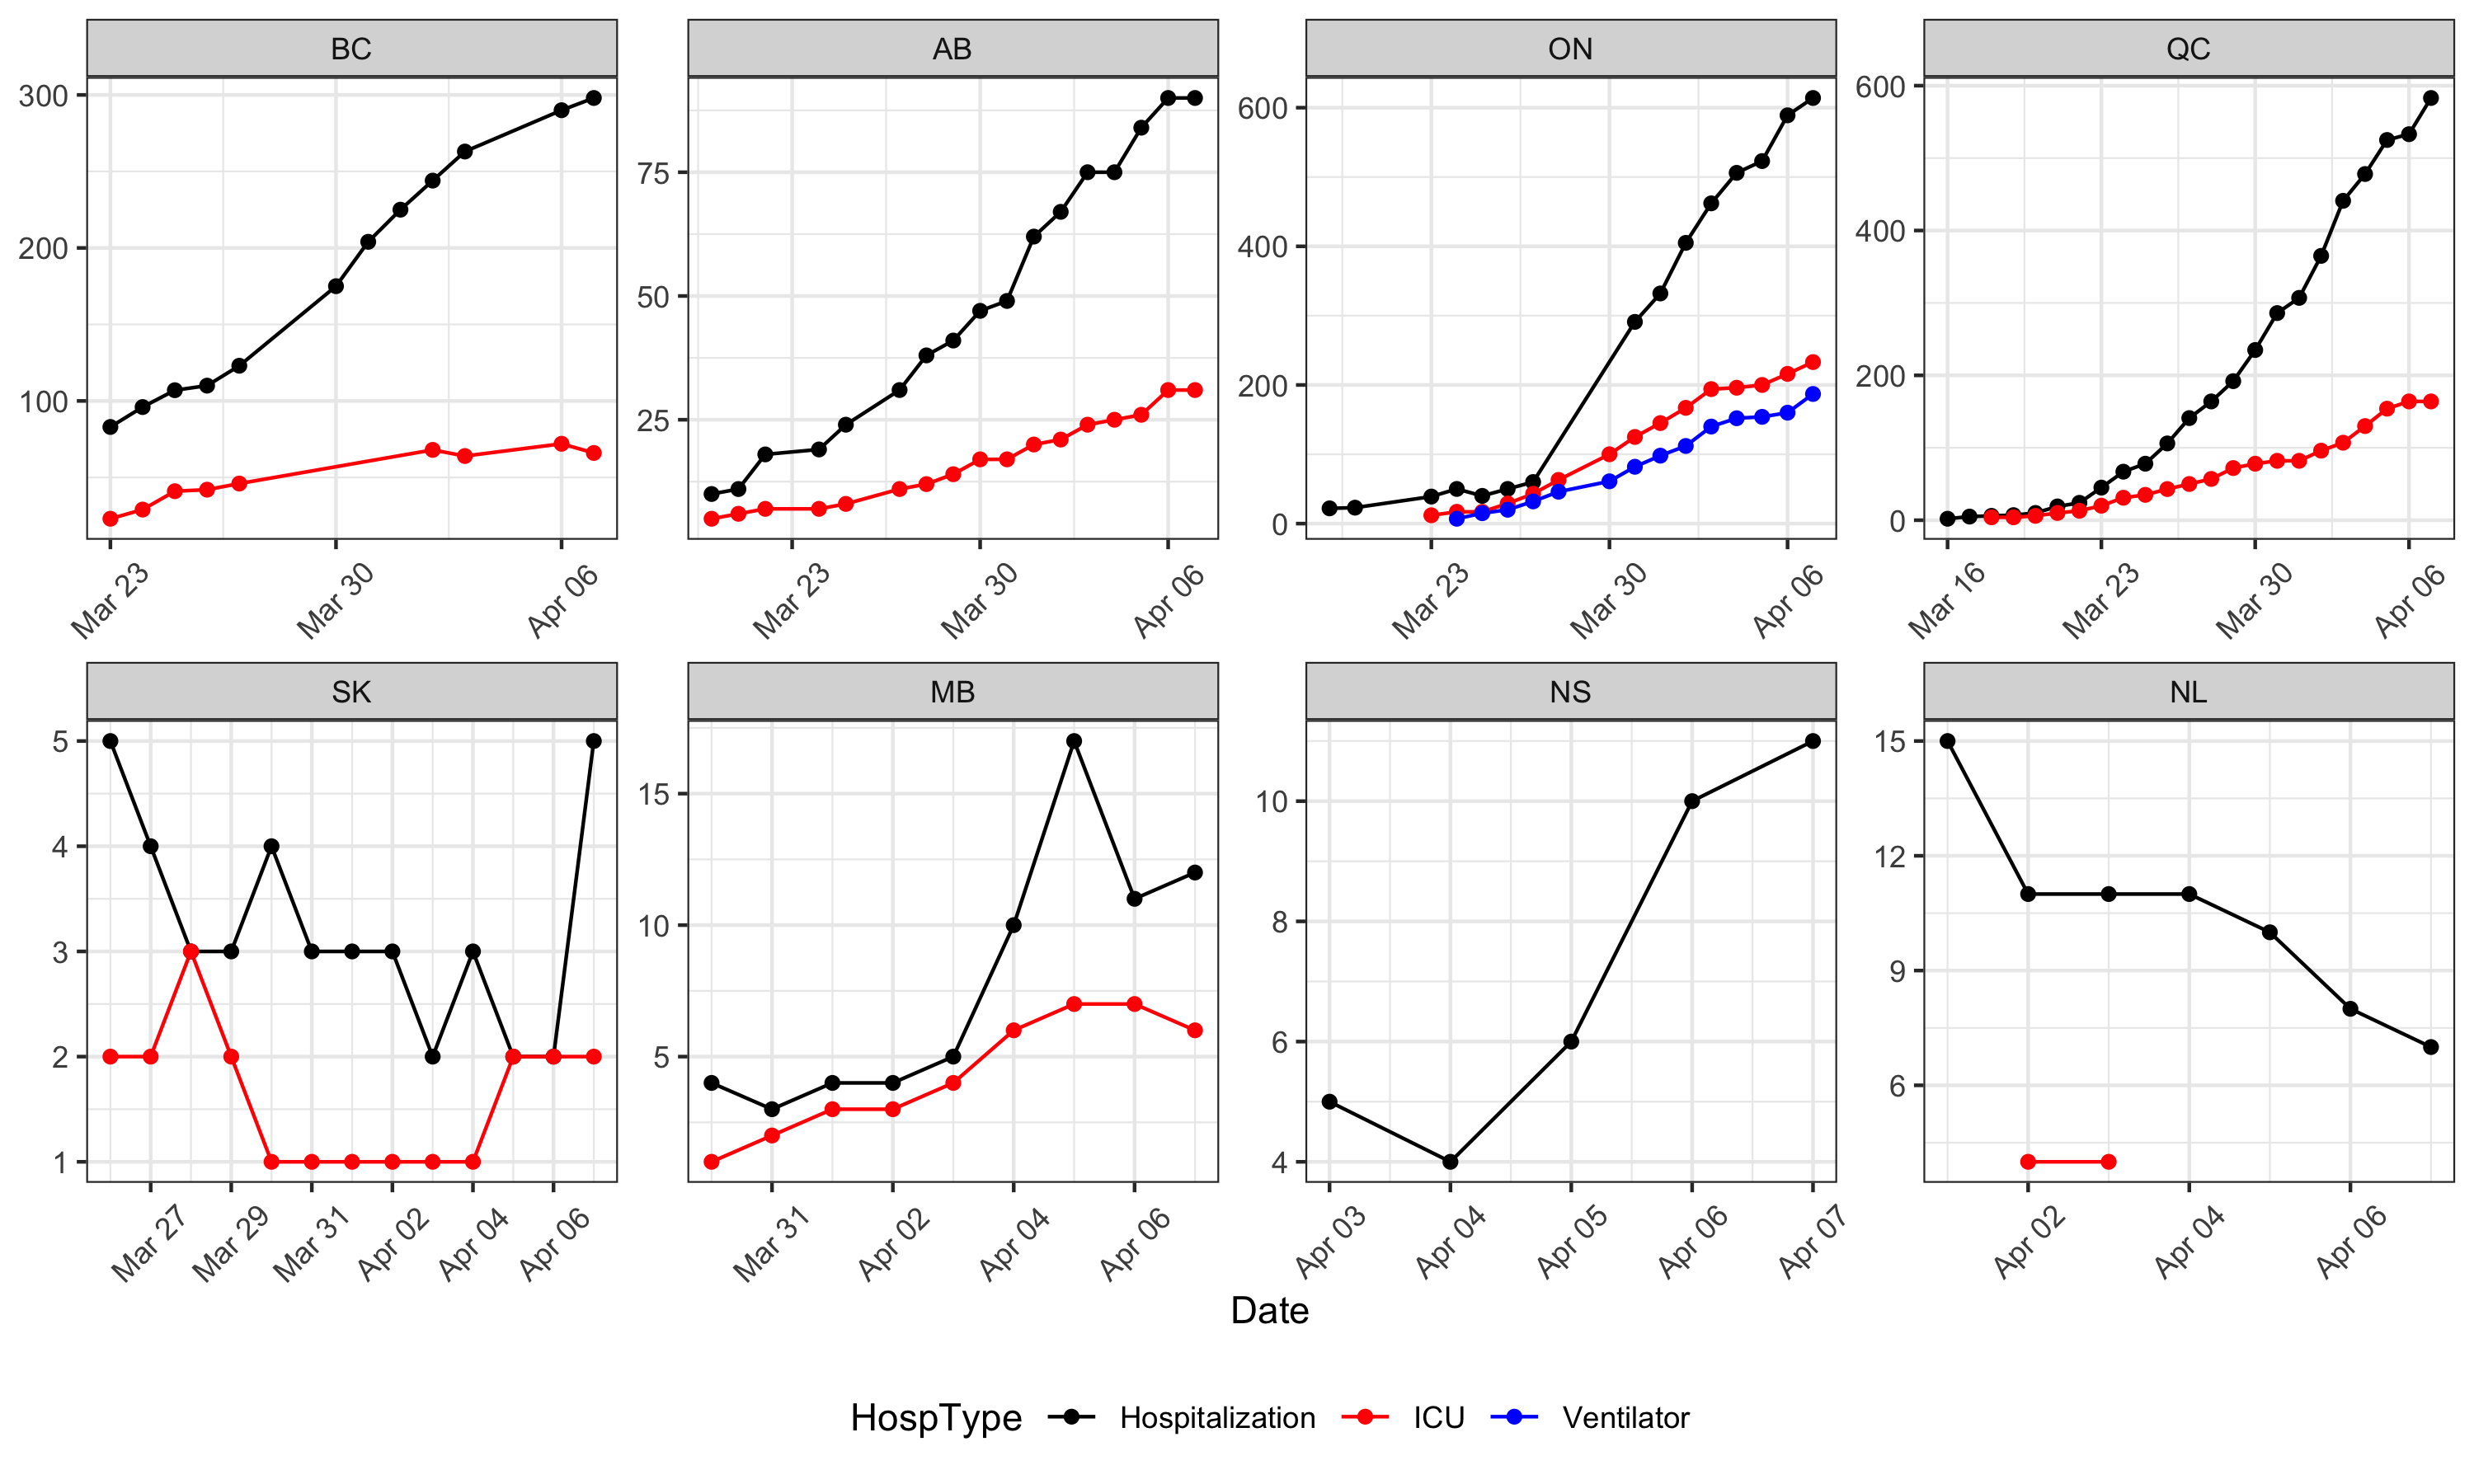 BC
AB
ON
QC
300
200
100
75
50
25
600
400
200
0
600
400
200
0
Mar 23
Mar 30
Apr 06
Mar 23
Mar 30
Apr 06
Mar 23
Mar 30
Apr 06
Mar 16
Mar 23
Mar 30
Apr 06
SK
MB
NS
NL
5
4
3
2
1
15
10
5
10
8
6
4
15
12
9
6
Mar 27
Mar 29
Mar 31
Apr 02
Apr 04
Apr 06
Mar 31
Apr 02
Apr 04
Apr 06
Apr 03
Apr 04
Apr 05
Apr 06
Apr 07
Apr 02
Apr 04
Apr 06
Date
HospType Hospitalization ICU Ventilator